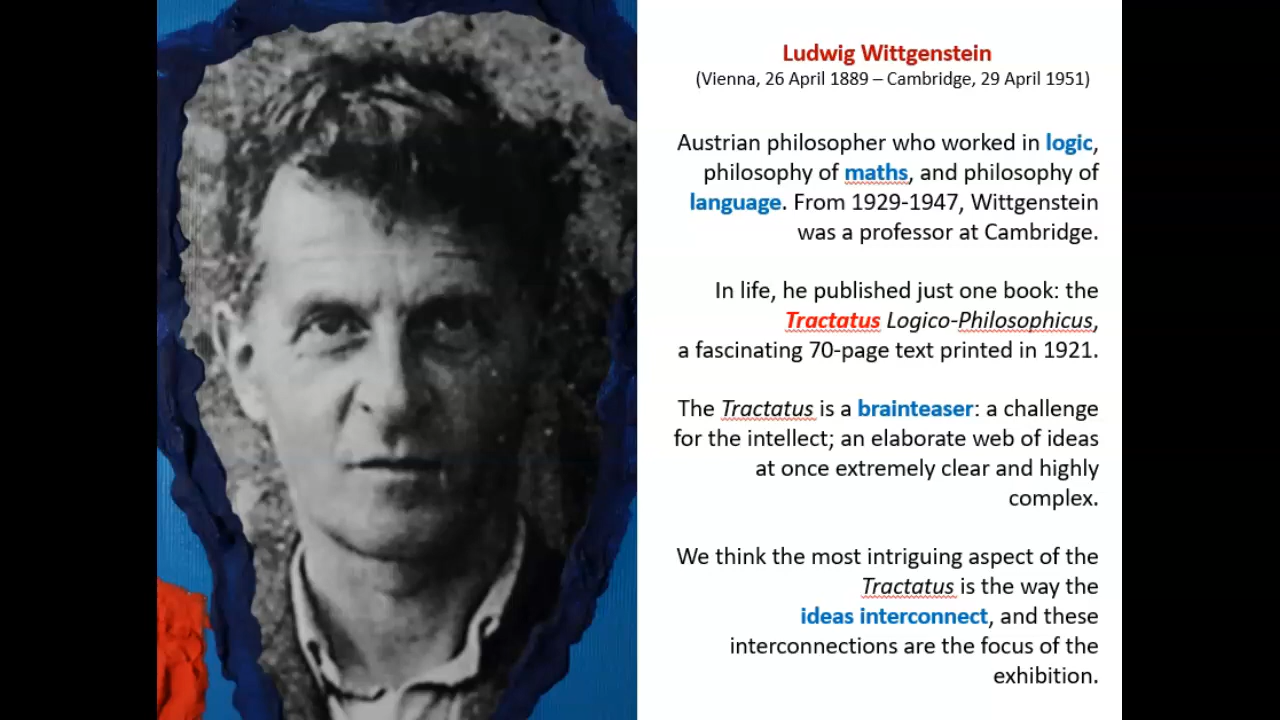 Ludwig Wittgenstein
(Vienna, 26 April 1889 – Cambridge, 29 April 1951)
Austrian philosopher who worked in logic,
philosophy of maths, and philosophy of
language. From 1929-1947, Wittgenstein
was a professor at Cambridge.
In life, he published just one book: the
Tractatus Logico-Philosophicus,
a fascinating 70-page text printed in 1921.
The Tractatus is a brainteaser: a challenge
for the intellect; an elaborate web of ideas
at once extremely clear and highly
complex.
We think the most intriguing aspect of the
Tractatus is the way the
ideas interconnect, and these
interconnections are the focus of the
exhibition.